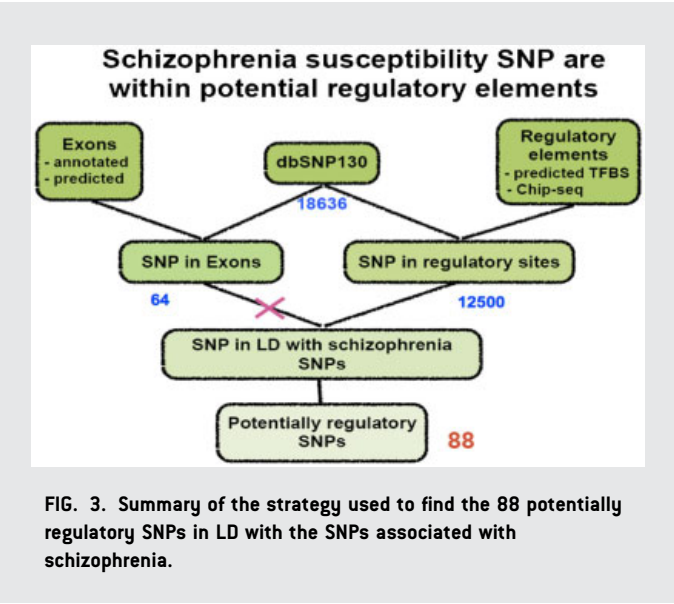 Schizophrenia susceptibility SNP are
within potential regulatory elements
Exons
- annotated
- predicted
dbSNP130
Regulatory
elements
- predicted TFBS
- Chip-seq
18636
SNP in Exons
SNP in regulatory sites
64
12500
SNP in LD with schizophrenia
SNPs
Potentially regulatory
SNPs
88
FIG. 3. Summary of the strategy used to find the 88 potentially
regulatory SNPs in LD with the SNPs associated with
schizophrenia.